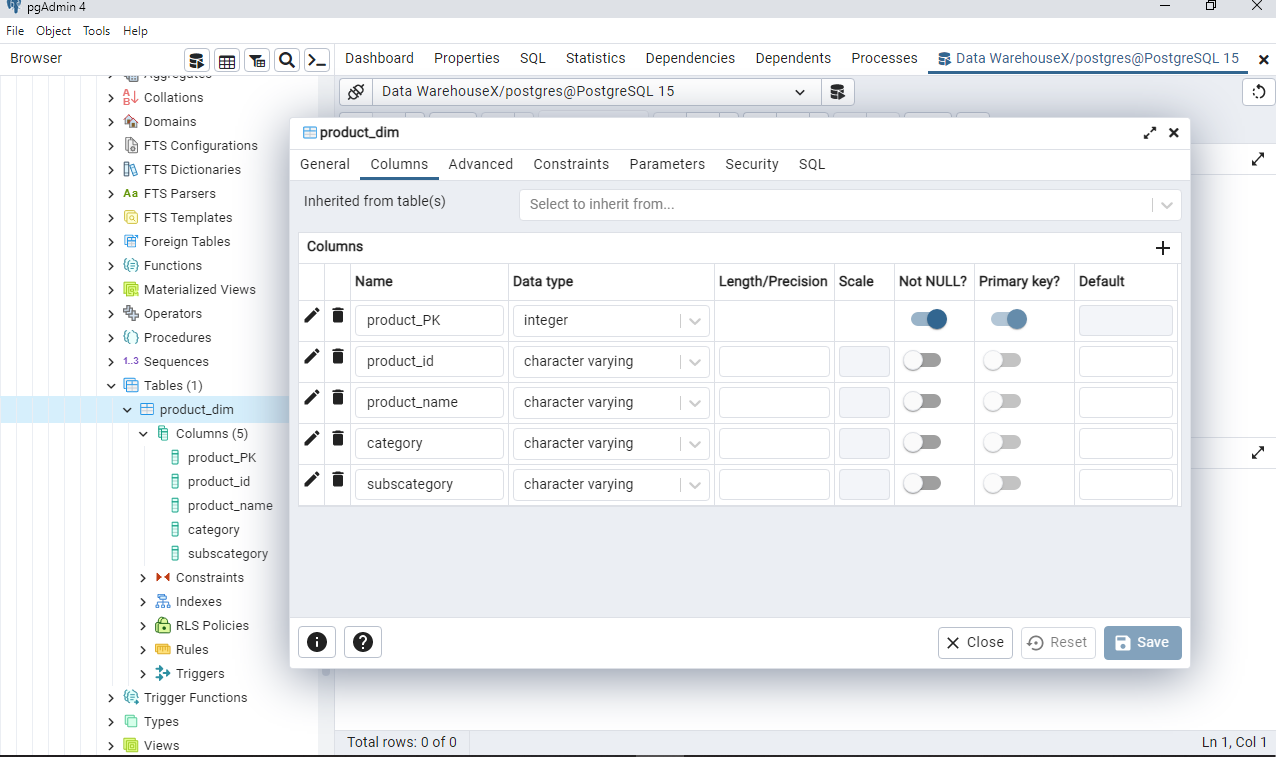 pgAdmin 4
File Object Tools Help
Browser
Dashboard Properties SQL Statistics Dependencies Dependents Processes Data WarehouseX/postgres@PostgreSQL 15
Data WarehouseX/postgres@PostgreSQL 15
Aggregates
Collations
Domains
FTS Configurations
FTS Dictionaries
Aa FTS Parsers
FTS Templates
Foreign Tables
Functions
Materialized Views
Operators
Procedures
1..3 Sequences
Tables (1)
product_dim
Columns (5)
product_PK
product_id
product_name
category
subscategory
Constraints
Indexes
RLS Policies
Rules
Triggers
Trigger Functions
Types
Views
product_dim
General Columns Advanced Constraints Parameters Security SQL
Inherited from table(s) Select to inherit from...
Columns
Name Data type Length/Precision Scale Not NULL? Primary key? Default
product_PK integer
product_id character varying
product_name character varying
category character varying
subscategory character varying
Close Reset Save
Total rows: 0 of 0 Ln 1, Col 1